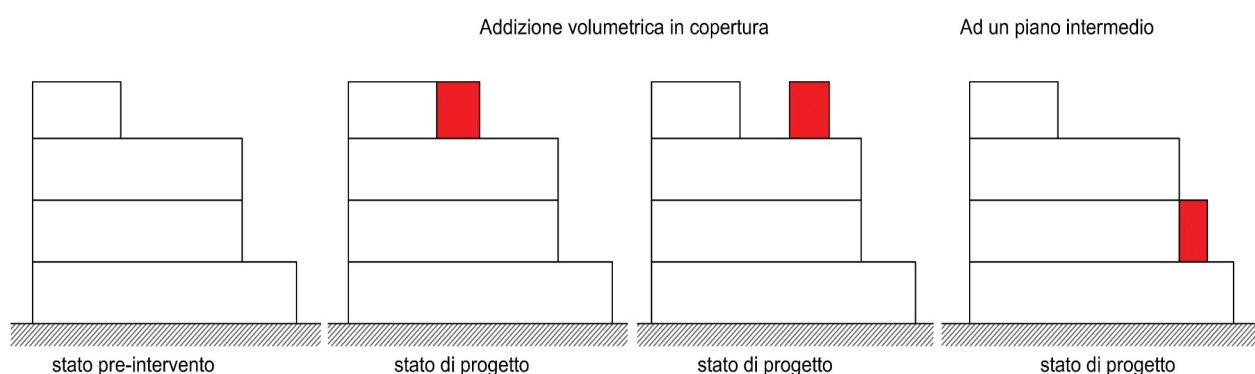 Addizione volumetrica in copertura
Ad un piano intermedio
stato pre-intervento
stato di progetto
stato di progetto
stato di progetto